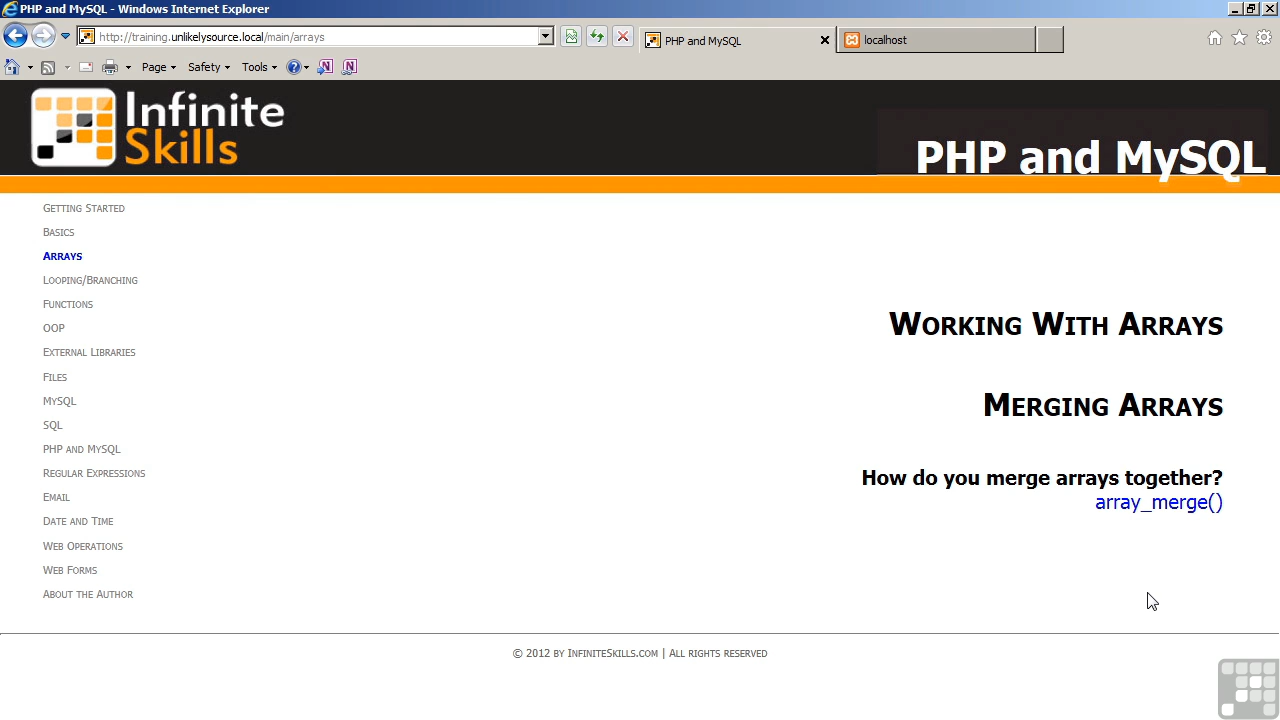 PHP and MySQL - Windows Internet Explorer
http://training.unlikelysource.local/main/arrays
PHP and MySQL
localhost
Page
Safety
Tools
Infinite
Skills
PHP and MySQL
GETTING STARTED
BASICS
ARRAYS
LOOPING/BRANCHING
FUNCTIONS
OOP
EXTERNAL LIBRARIES
FILES
MYSQL
SQL
PHP AND MYSQL
REGULAR EXPRESSIONS
EMAIL
DATE AND TIME
WEB OPERATIONS
WEB FORMS
ABOUT THE AUTHOR
WORKING WITH ARRAYS
MERGING ARRAYS
How do you merge arrays together?
array_merge()
© 2012 BY INFINITESKILLS.COM | ALL RIGHTS RESERVED